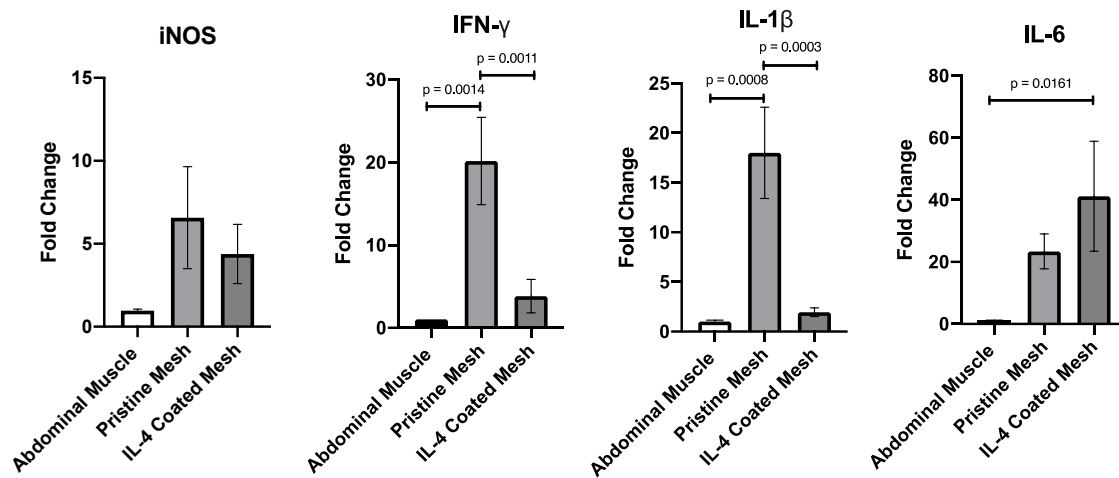 iNOS
Fold Change
15
10
5
0
Abdominal Muscle
Pristine Mesh
IL-4 Coated Mesh
IFN-γ
p = 0.0011
p = 0.0014
Fold Change
30
20
10
0
Abdominal Muscle
Pristine Mesh
IL-4 Coated Mesh
IL-1β
p = 0.0003
p = 0.0008
Fold Change
25
20
15
10
5
0
Abdominal Muscle
Pristine Mesh
IL-4 Coated Mesh
IL-6
p = 0.0161
Fold Change
80
60
40
20
0
Abdominal Muscle
Pristine Mesh
IL-4 Coated Mesh